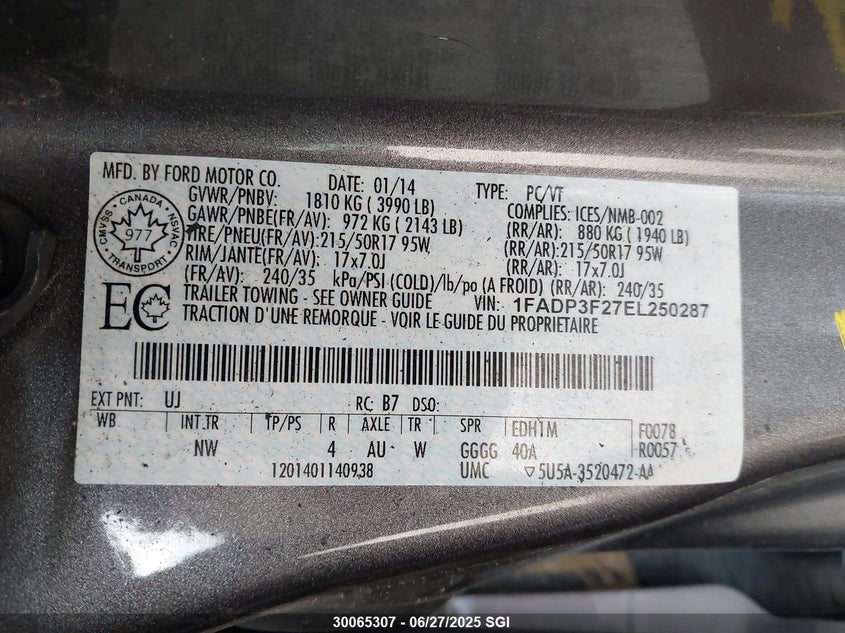 MFD. BY FORD MOTOR CO. DATE: 01/14 TYPE: PC/VT
GVWR/PNBV: 1810 KG ( 3990 LB) COMPLIES: ICES/NMB-002
GAWR/PNBE(FR/AV): 972 KG ( 2143 LB) (RR/AR): 880 KG ( 1940 LB)
TIRE/PNEU(FR/AV):215/50R17 95W (RR/AR):215/50R17 95W
RIM/JANTE(FR/AV): 17x7.0J (RR/AR): 17x7.0J
(FR/AV): 240/35 kPa/PSI (COLD)/lb/po (A FROID) (RR/AR): 240/35
TRAILER TOWING - SEE OWNER GUIDE VIN: 1FADP3F27EL250287
TRACTION D'UNE REMORQUE - VOIR LE GUIDE DU PROPRIETAIRE
CMVSS CANADA NSVAC
977
TRANSPORT
EC
EXT PNT: UJ RC: B7 DSO:
WB INT.TR TP/PS R AXLE TR SPR EDH1M F0078
NW 4 AU W GGGG 40A R0057
1201401140938 UMC ▽5U5A-3520472-AA
30065307 - 06/27/2025 SGI